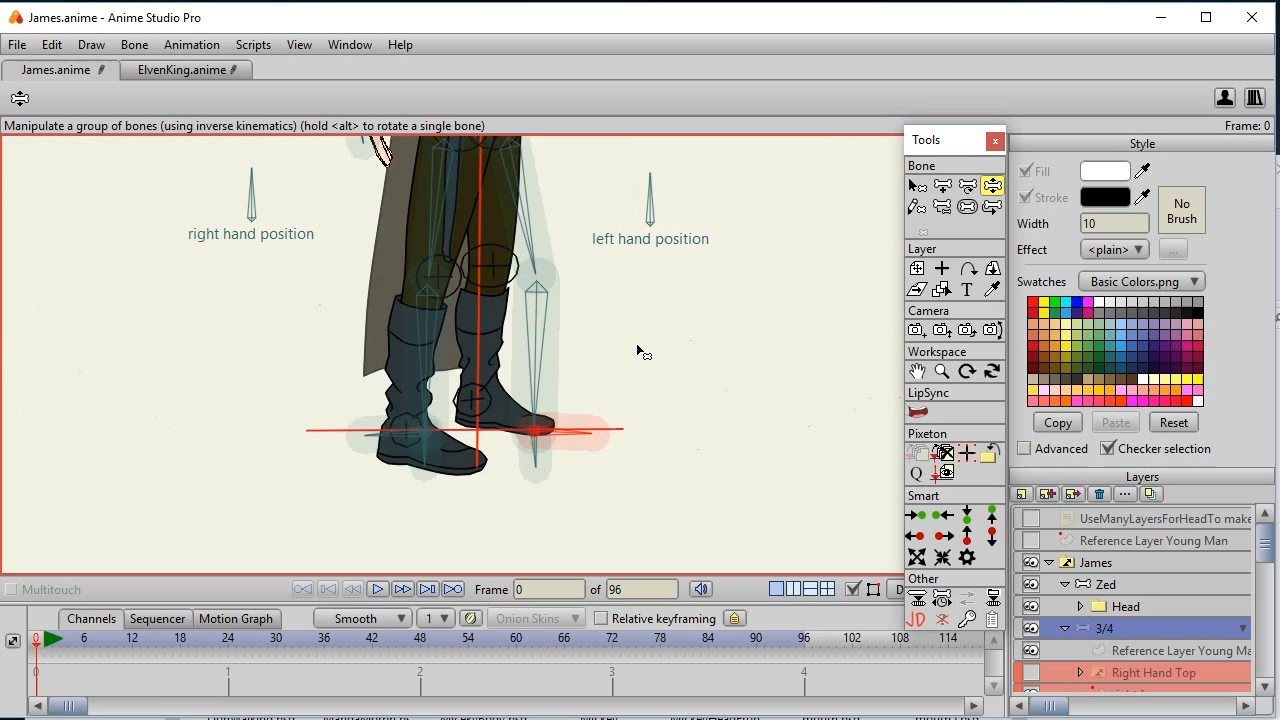 James.anime - Anime Studio Pro
File Edit Draw Bone Animation Scripts View Window Help
James.anime ElvenKing.anime
Manipulate a group of bones (using inverse kinematics) (hold <alt> to rotate a single bone) Frame: 0
right hand position
left hand position
Tools
Bone
Layer
T
Camera
Workspace
LipSync
Pixeton
Q
Smart
Other
JD
Style
Fill
Stroke
No
Brush
Width 10
Effect <plain> ...
Swatches Basic Colors.png
Copy Paste Reset
Advanced Checker selection
Layers
UseManyLayersForHeadTo make
Reference Layer Young Man
James
Zed
Head
3/4
Reference Layer Young Ma
Right Hand Top
Multitouch Frame 0 of 96 D
Channels Sequencer Motion Graph Smooth 1 Onion Skins Relative keyframing
0 6 12 18 24 30 36 42 48 54 60 66 72 78 84 90 96 102 108 114
0 1 2 3 4